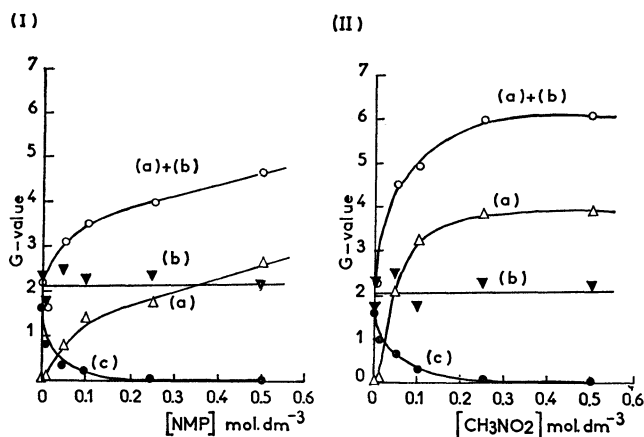 (I)
7
6
5
4
3
2
1
0
G-value
(a)+(b)
(b)
(a)
(c)
0 0.1 0.2 0.3 0.4 0.5 0.6
[NMP] mol.dm-3
(II)
7
6
5
4
3
2
1
0
G-value
(a)+(b)
(a)
(b)
(c)
0 0.1 0.2 0.3 0.4 0.5 0.6
[CH3NO2] mol.dm-3